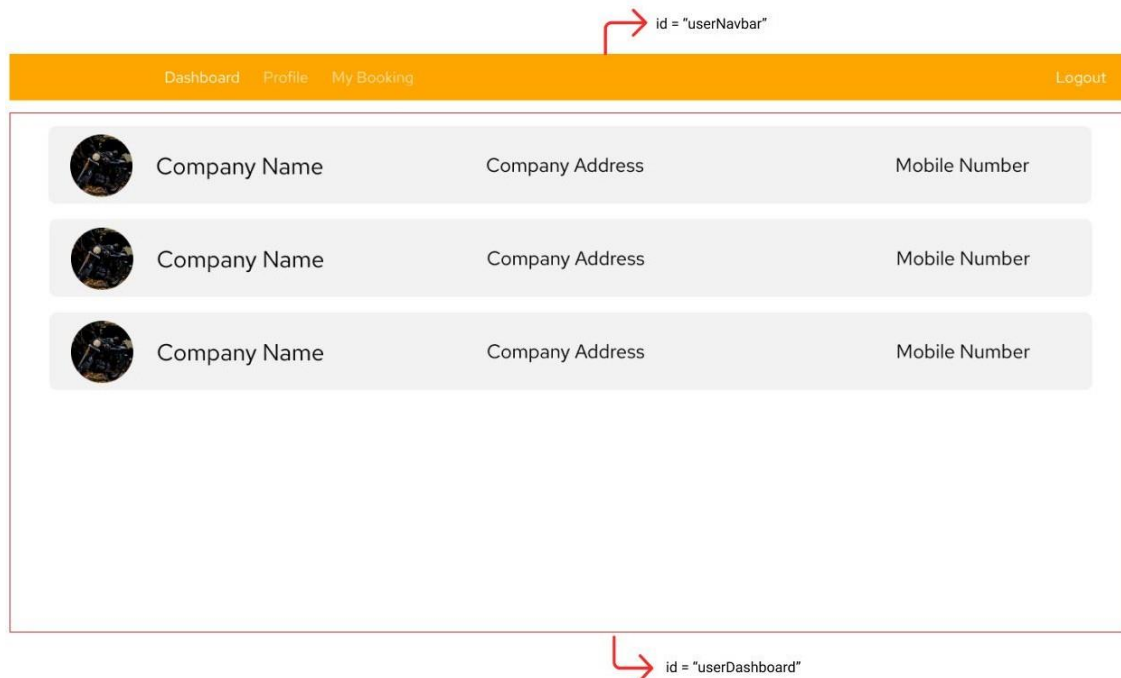 id = “userNavbar”
Dashboard Profile My Booking Logout
Company Name Company Address Mobile Number
Company Name Company Address Mobile Number
Company Name Company Address Mobile Number
id = “userDashboard”